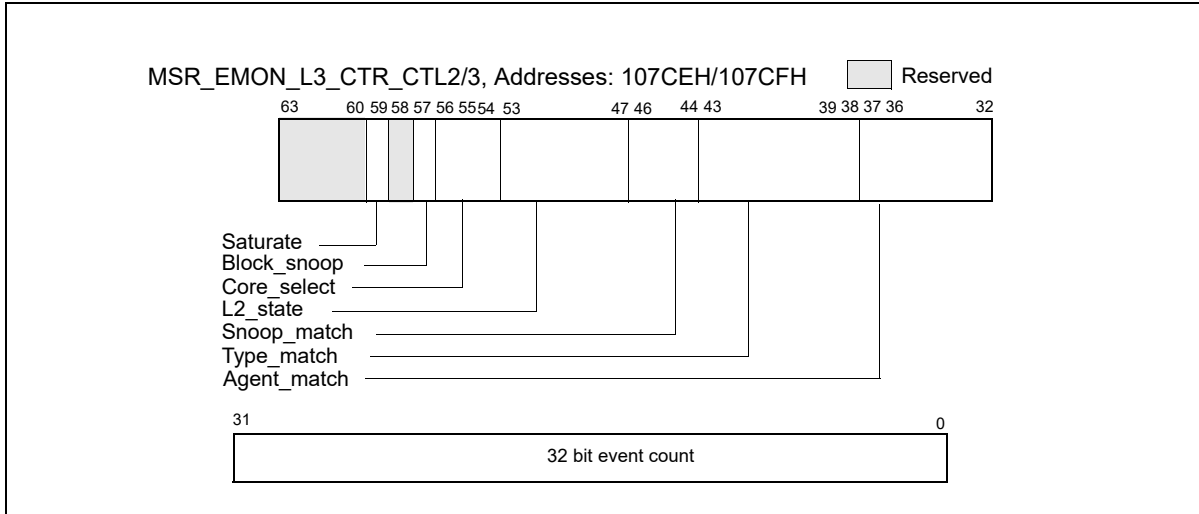 MSR_EMON_L3_CTR_CTL2/3, Addresses: 107CEH/107CFH Reserved
63 60 59 58 57 56 55 54 53 47 46 44 43 39 38 37 36 32
Saturate
Block_snoop
Core_select
L2_state
Snoop_match
Type_match
Agent_match
31 0
32 bit event count